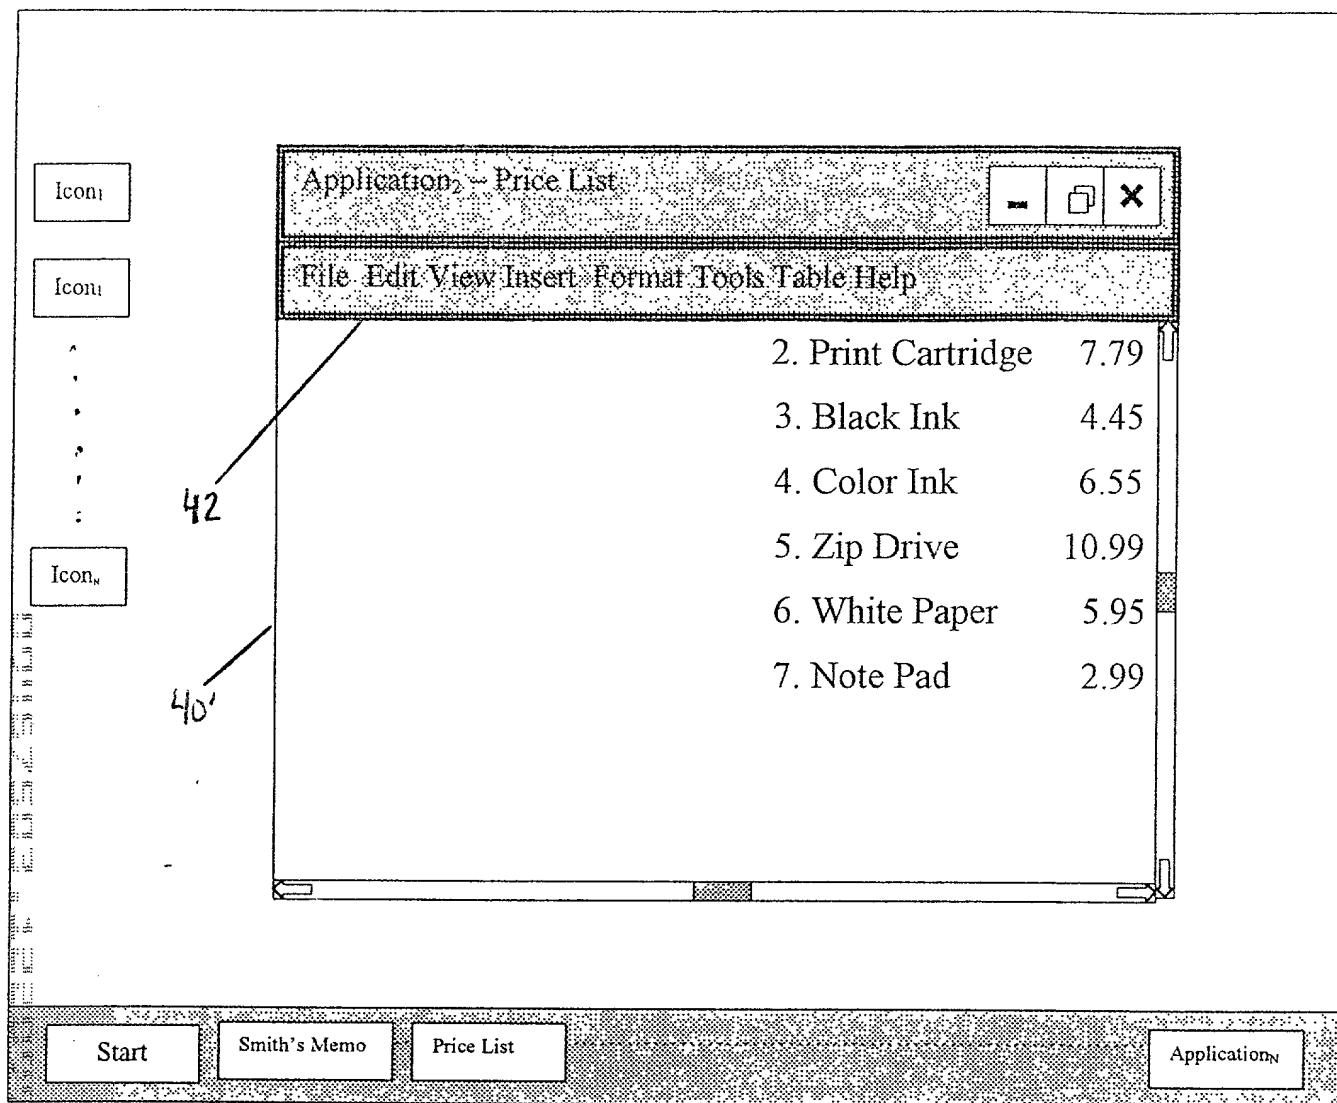 Application₂ – Price List
File Edit View Insert Format Tools Table Help
Icon₁
Icon₁
Iconₙ
2. Print Cartridge 7.79
3. Black Ink 4.45
4. Color Ink 6.55
5. Zip Drive 10.99
6. White Paper 5.95
7. Note Pad 2.99
42
40'
Start
Smith's Memo
Price List
Applicationₙ